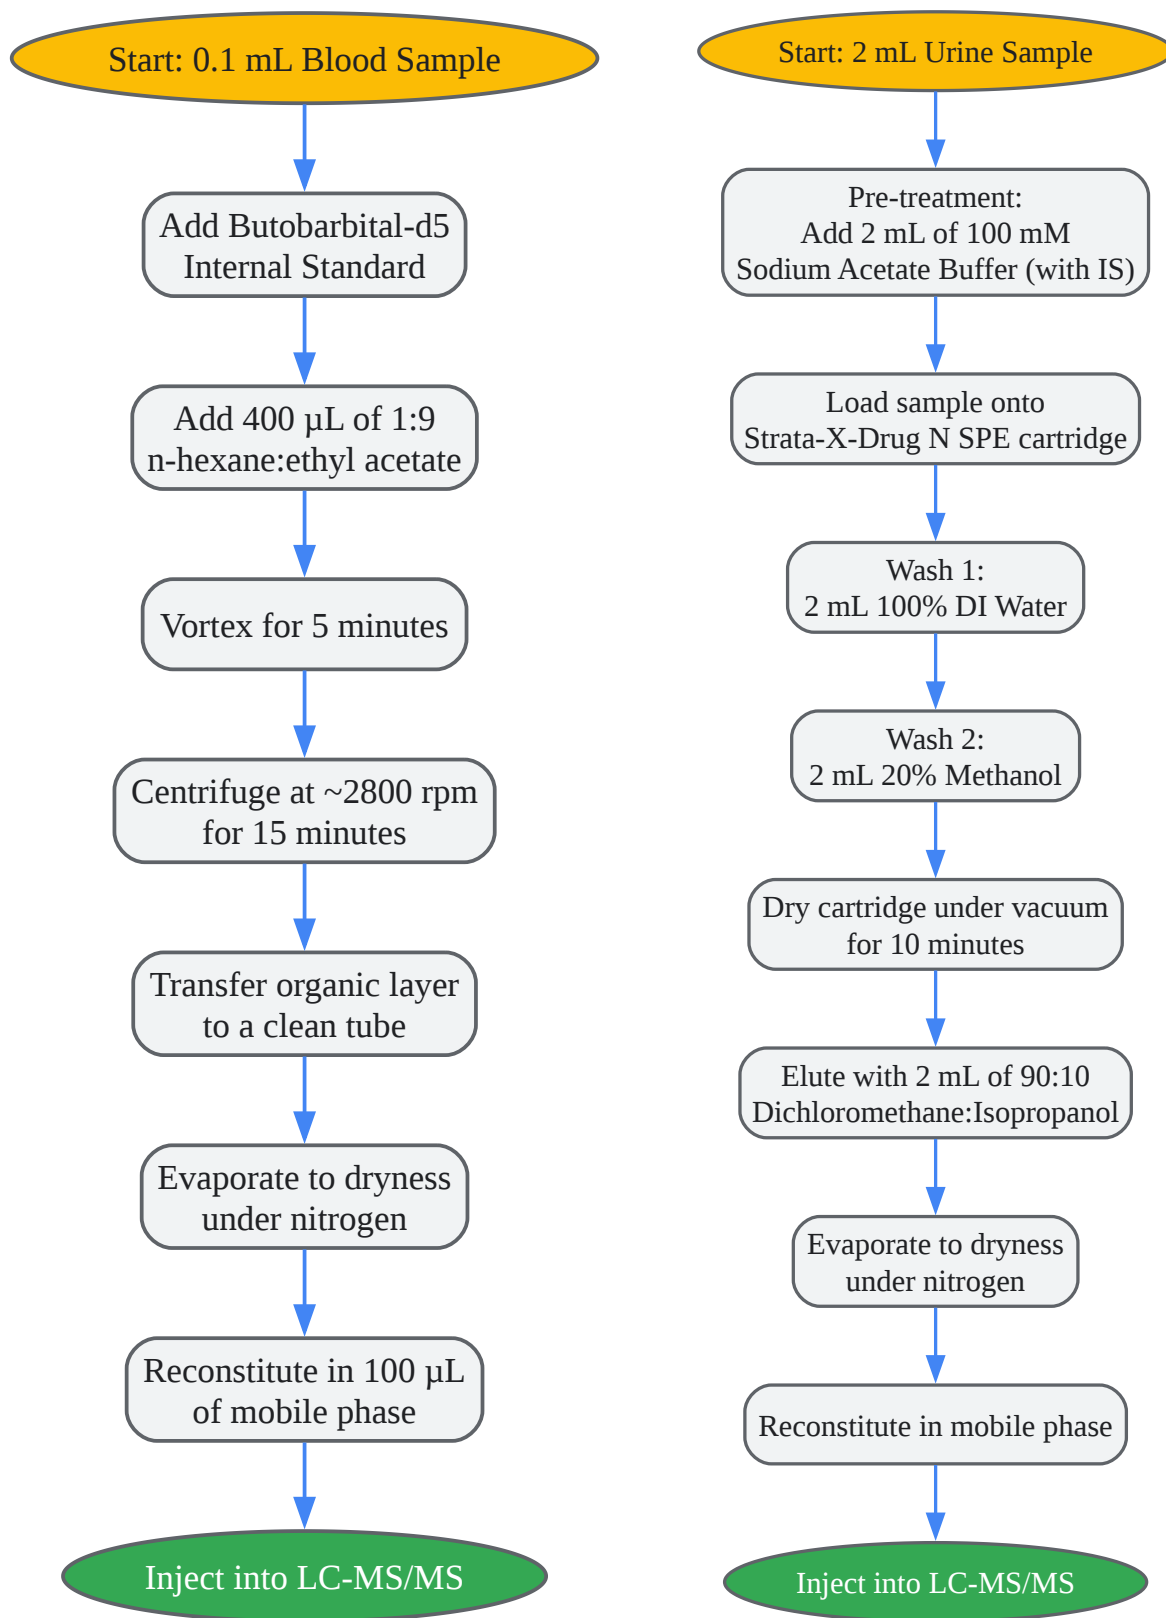 Start: 0.1 mL Blood Sample
Add Butobarbital-d5
Internal Standard
Add 400 µL of 1:9
n-hexane:ethyl acetate
Vortex for 5 minutes
Centrifuge at ~2800 rpm
for 15 minutes
Transfer organic layer
to a clean tube
Evaporate to dryness
under nitrogen
Reconstitute in 100 µL
of mobile phase
Inject into LC-MS/MS
Start: 2 mL Urine Sample
Pre-treatment:
Add 2 mL of 100 mM
Sodium Acetate Buffer (with IS)
Load sample onto
Strata-X-Drug N SPE cartridge
Wash 1:
2 mL 100% DI Water
Wash 2:
2 mL 20% Methanol
Dry cartridge under vacuum
for 10 minutes
Elute with 2 mL of 90:10
Dichloromethane:Isopropanol
Evaporate to dryness
under nitrogen
Reconstitute in mobile phase
Inject into LC-MS/MS